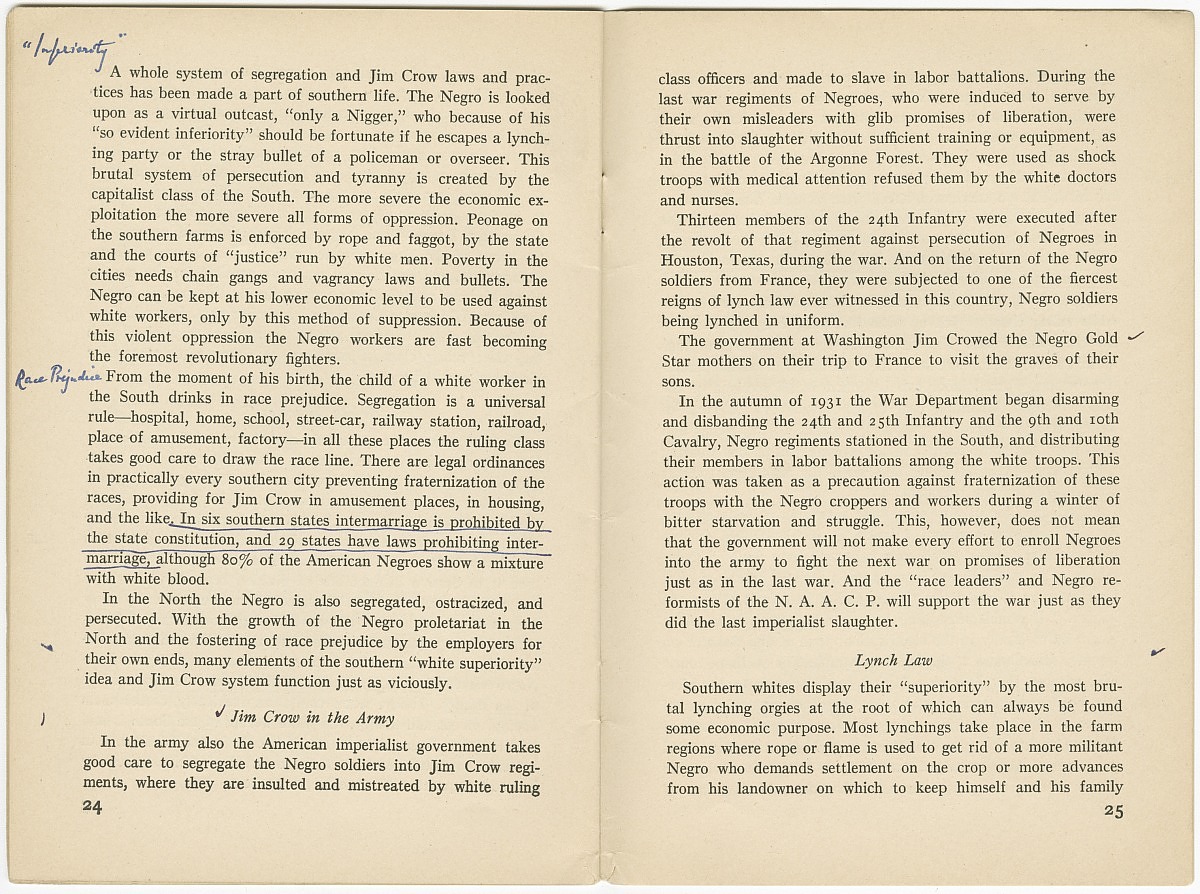 "Inferiority"
A whole system of segregation and Jim Crow laws and prac-
tices has been made a part of southern life. The Negro is looked
upon as a virtual outcast, “only a Nigger,” who because of his
“so evident inferiority” should be fortunate if he escapes a lynch-
ing party or the stray bullet of a policeman or overseer. This
brutal system of persecution and tyranny is created by the
capitalist class of the South. The more severe the economic ex-
ploitation the more severe all forms of oppression. Peonage on
the southern farms is enforced by rope and faggot, by the state
and the courts of “justice” run by white men. Poverty in the
cities needs chain gangs and vagrancy laws and bullets. The
Negro can be kept at his lower economic level to be used against
white workers, only by this method of suppression. Because of
this violent oppression the Negro workers are fast becoming
the foremost revolutionary fighters.
Race Prejudice
From the moment of his birth, the child of a white worker in
the South drinks in race prejudice. Segregation is a universal
rule—hospital, home, school, street-car, railway station, railroad,
place of amusement, factory—in all these places the ruling class
takes good care to draw the race line. There are legal ordinances
in practically every southern city preventing fraternization of the
races, providing for Jim Crow in amusement places, in housing,
and the like. In six southern states intermarriage is prohibited by
the state constitution, and 29 states have laws prohibiting inter-
marriage, although 80% of the American Negroes show a mixture
with white blood.
In the North the Negro is also segregated, ostracized, and
persecuted. With the growth of the Negro proletariat in the
North and the fostering of race prejudice by the employers for
their own ends, many elements of the southern “white superiority”
idea and Jim Crow system function just as viciously.
Jim Crow in the Army
In the army also the American imperialist government takes
good care to segregate the Negro soldiers into Jim Crow regi-
ments, where they are insulted and mistreated by white ruling
24
class officers and made to slave in labor battalions. During the
last war regiments of Negroes, who were induced to serve by
their own misleaders with glib promises of liberation, were
thrust into slaughter without sufficient training or equipment, as
in the battle of the Argonne Forest. They were used as shock
troops with medical attention refused them by the white doctors
and nurses.
Thirteen members of the 24th Infantry were executed after
the revolt of that regiment against persecution of Negroes in
Houston, Texas, during the war. And on the return of the Negro
soldiers from France, they were subjected to one of the fiercest
reigns of lynch law ever witnessed in this country, Negro soldiers
being lynched in uniform.
The government at Washington Jim Crowed the Negro Gold
Star mothers on their trip to France to visit the graves of their
sons.
In the autumn of 1931 the War Department began disarming
and disbanding the 24th and 25th Infantry and the 9th and 10th
Cavalry, Negro regiments stationed in the South, and distributing
their members in labor battalions among the white troops. This
action was taken as a precaution against fraternization of these
troops with the Negro croppers and workers during a winter of
bitter starvation and struggle. This, however, does not mean
that the government will not make every effort to enroll Negroes
into the army to fight the next war on promises of liberation
just as in the last war. And the “race leaders” and Negro re-
formists of the N. A. A. C. P. will support the war just as they
did the last imperialist slaughter.
Lynch Law
Southern whites display their “superiority” by the most bru-
tal lynching orgies at the root of which can always be found
some economic purpose. Most lynchings take place in the farm
regions where rope or flame is used to get rid of a more militant
Negro who demands settlement on the crop or more advances
from his landowner on which to keep himself and his family
25